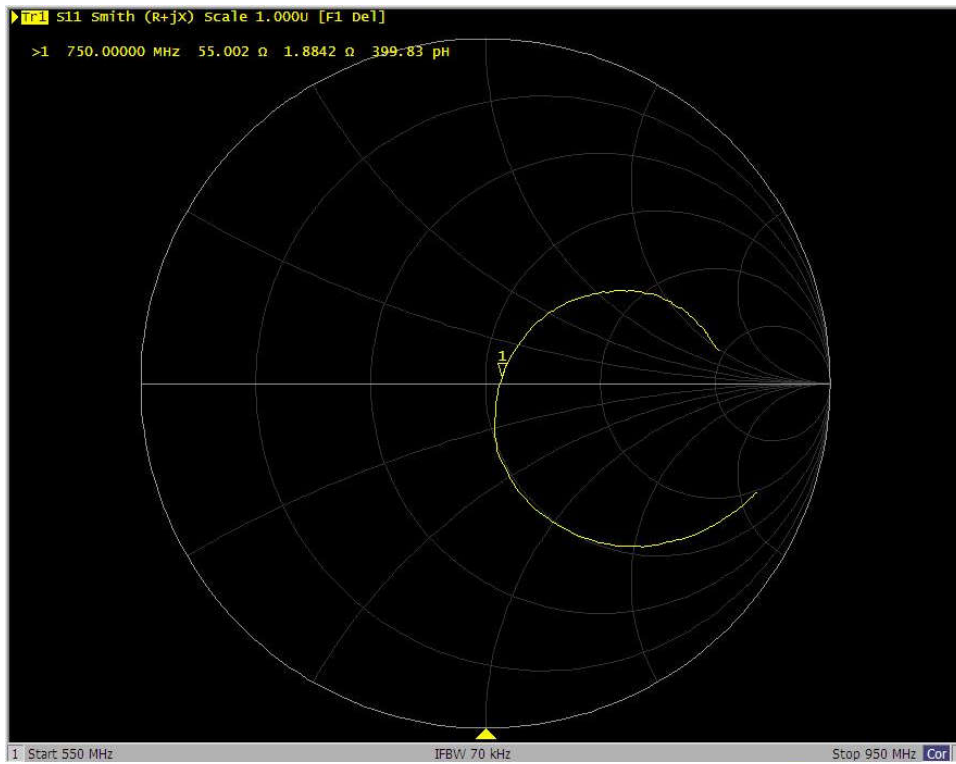 Tr1 S11 Smith (R+jX) Scale 1.000U [F1 Del]
>1 750.00000 MHz 55.002 Ω 1.8842 Ω 399.83 pH
1
1 Start 550 MHz IFBW 70 kHz Stop 950 MHz Cor